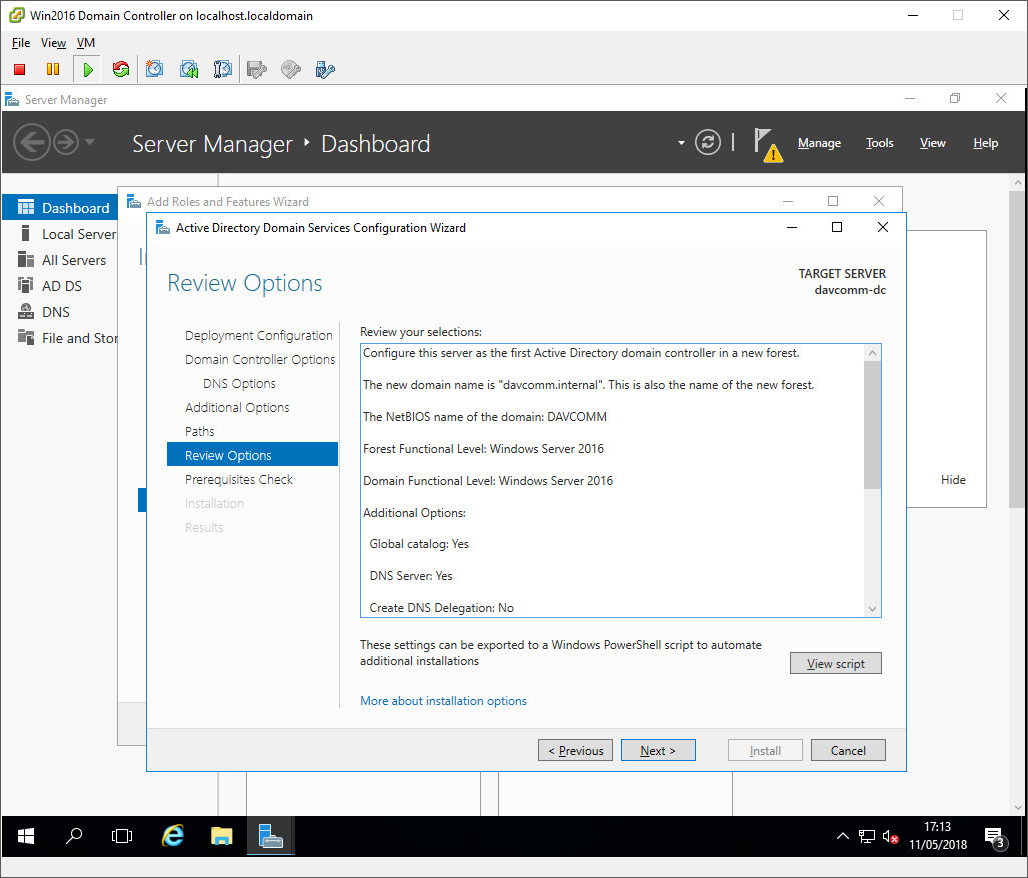 Win2016 Domain Controller on localhost.localdomain
File View VM
Server Manager
Server Manager Dashboard
Manage Tools View Help
Dashboard
Local Server
All Servers
AD DS
DNS
File and Stor
Add Roles and Features Wizard
Active Directory Domain Services Configuration Wizard
Review Options
TARGET SERVER
davcomm-dc
Deployment Configuration
Domain Controller Options
DNS Options
Additional Options
Paths
Review Options
Prerequisites Check
Installation
Results
Review your selections:
Configure this server as the first Active Directory domain controller in a new forest.
The new domain name is "davcomm.internal". This is also the name of the new forest.
The NetBIOS name of the domain: DAVCOMM
Forest Functional Level: Windows Server 2016
Domain Functional Level: Windows Server 2016
Additional Options:
Global catalog: Yes
DNS Server: Yes
Create DNS Delegation: No
These settings can be exported to a Windows PowerShell script to automate
additional installations
View script
More about installation options
< Previous Next > Install Cancel
Hide
17:13
11/05/2018
3